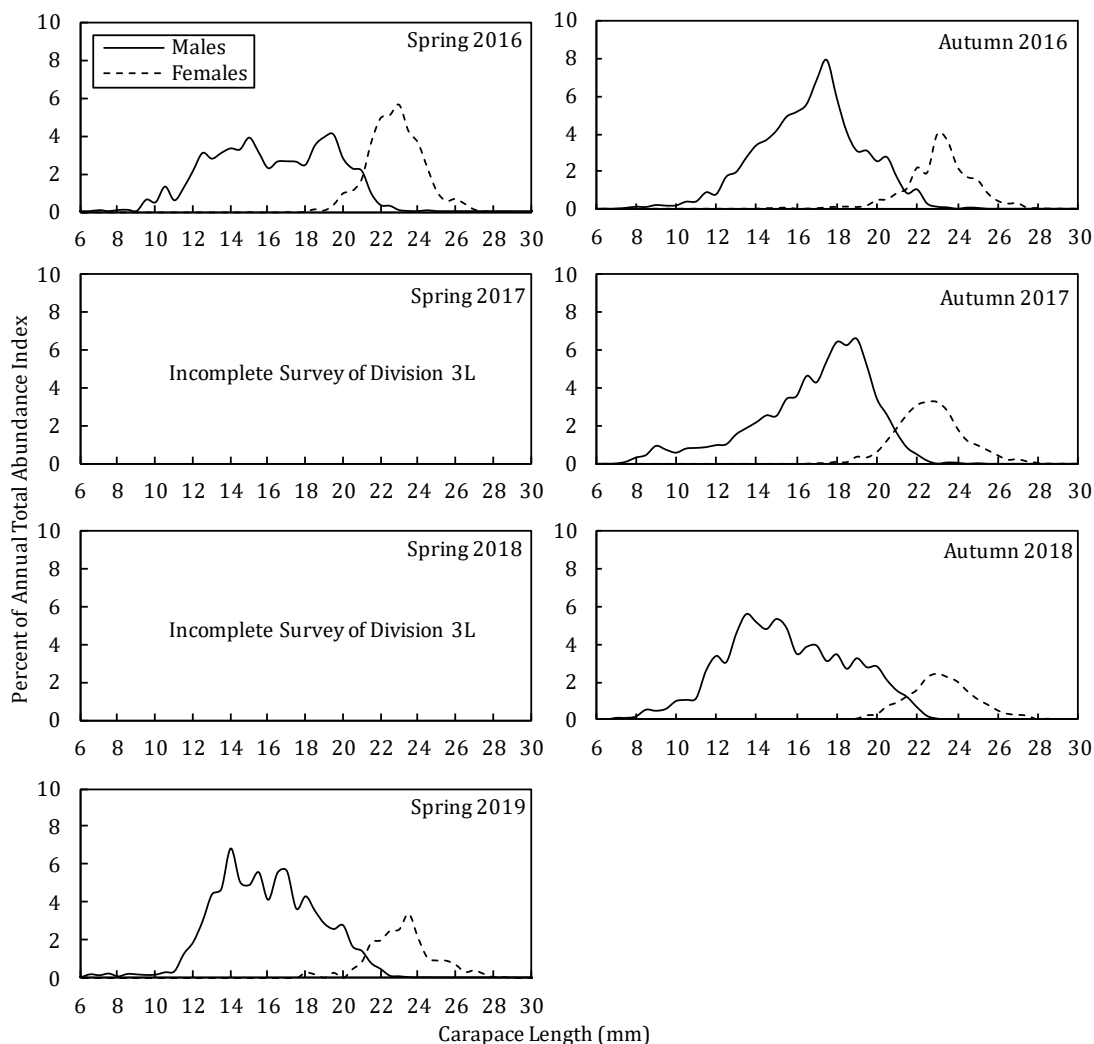 Percent of Annual Total Abundance Index
10
8
6
4
2
0
Males
Females
Spring 2016
6 8 10 12 14 16 18 20 22 24 26 28 30
10
8
6
4
2
0
Autumn 2016
6 8 10 12 14 16 18 20 22 24 26 28 30
10
8
6
4
2
0
Spring 2017
Incomplete Survey of Division 3L
6 8 10 12 14 16 18 20 22 24 26 28 30
10
8
6
4
2
0
Autumn 2017
6 8 10 12 14 16 18 20 22 24 26 28 30
10
8
6
4
2
0
Spring 2018
Incomplete Survey of Division 3L
6 8 10 12 14 16 18 20 22 24 26 28 30
10
8
6
4
2
0
Autumn 2018
6 8 10 12 14 16 18 20 22 24 26 28 30
10
8
6
4
2
0
Spring 2019
6 8 10 12 14 16 18 20 22 24 26 28 30
Carapace Length (mm)